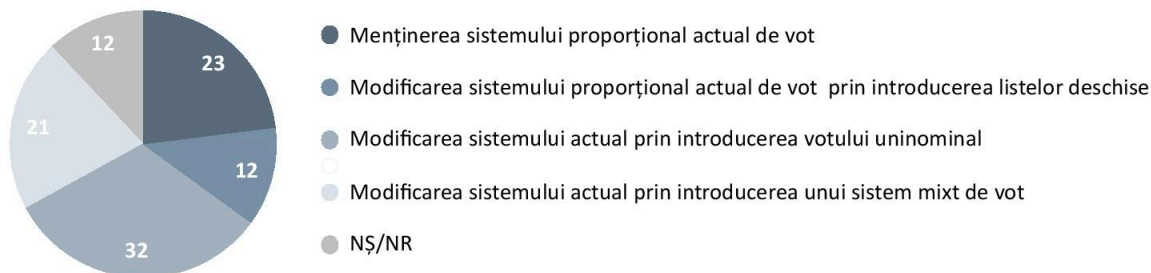 12
23
21
12
32
Menținerea sistemului proporțional actual de vot
Modificarea sistemului proporțional actual de vot  prin introducerea listelor deschise
Modificarea sistemului actual prin introducerea votului uninominal
Modificarea sistemului actual prin introducerea unui sistem mixt de vot
NȘ/NR